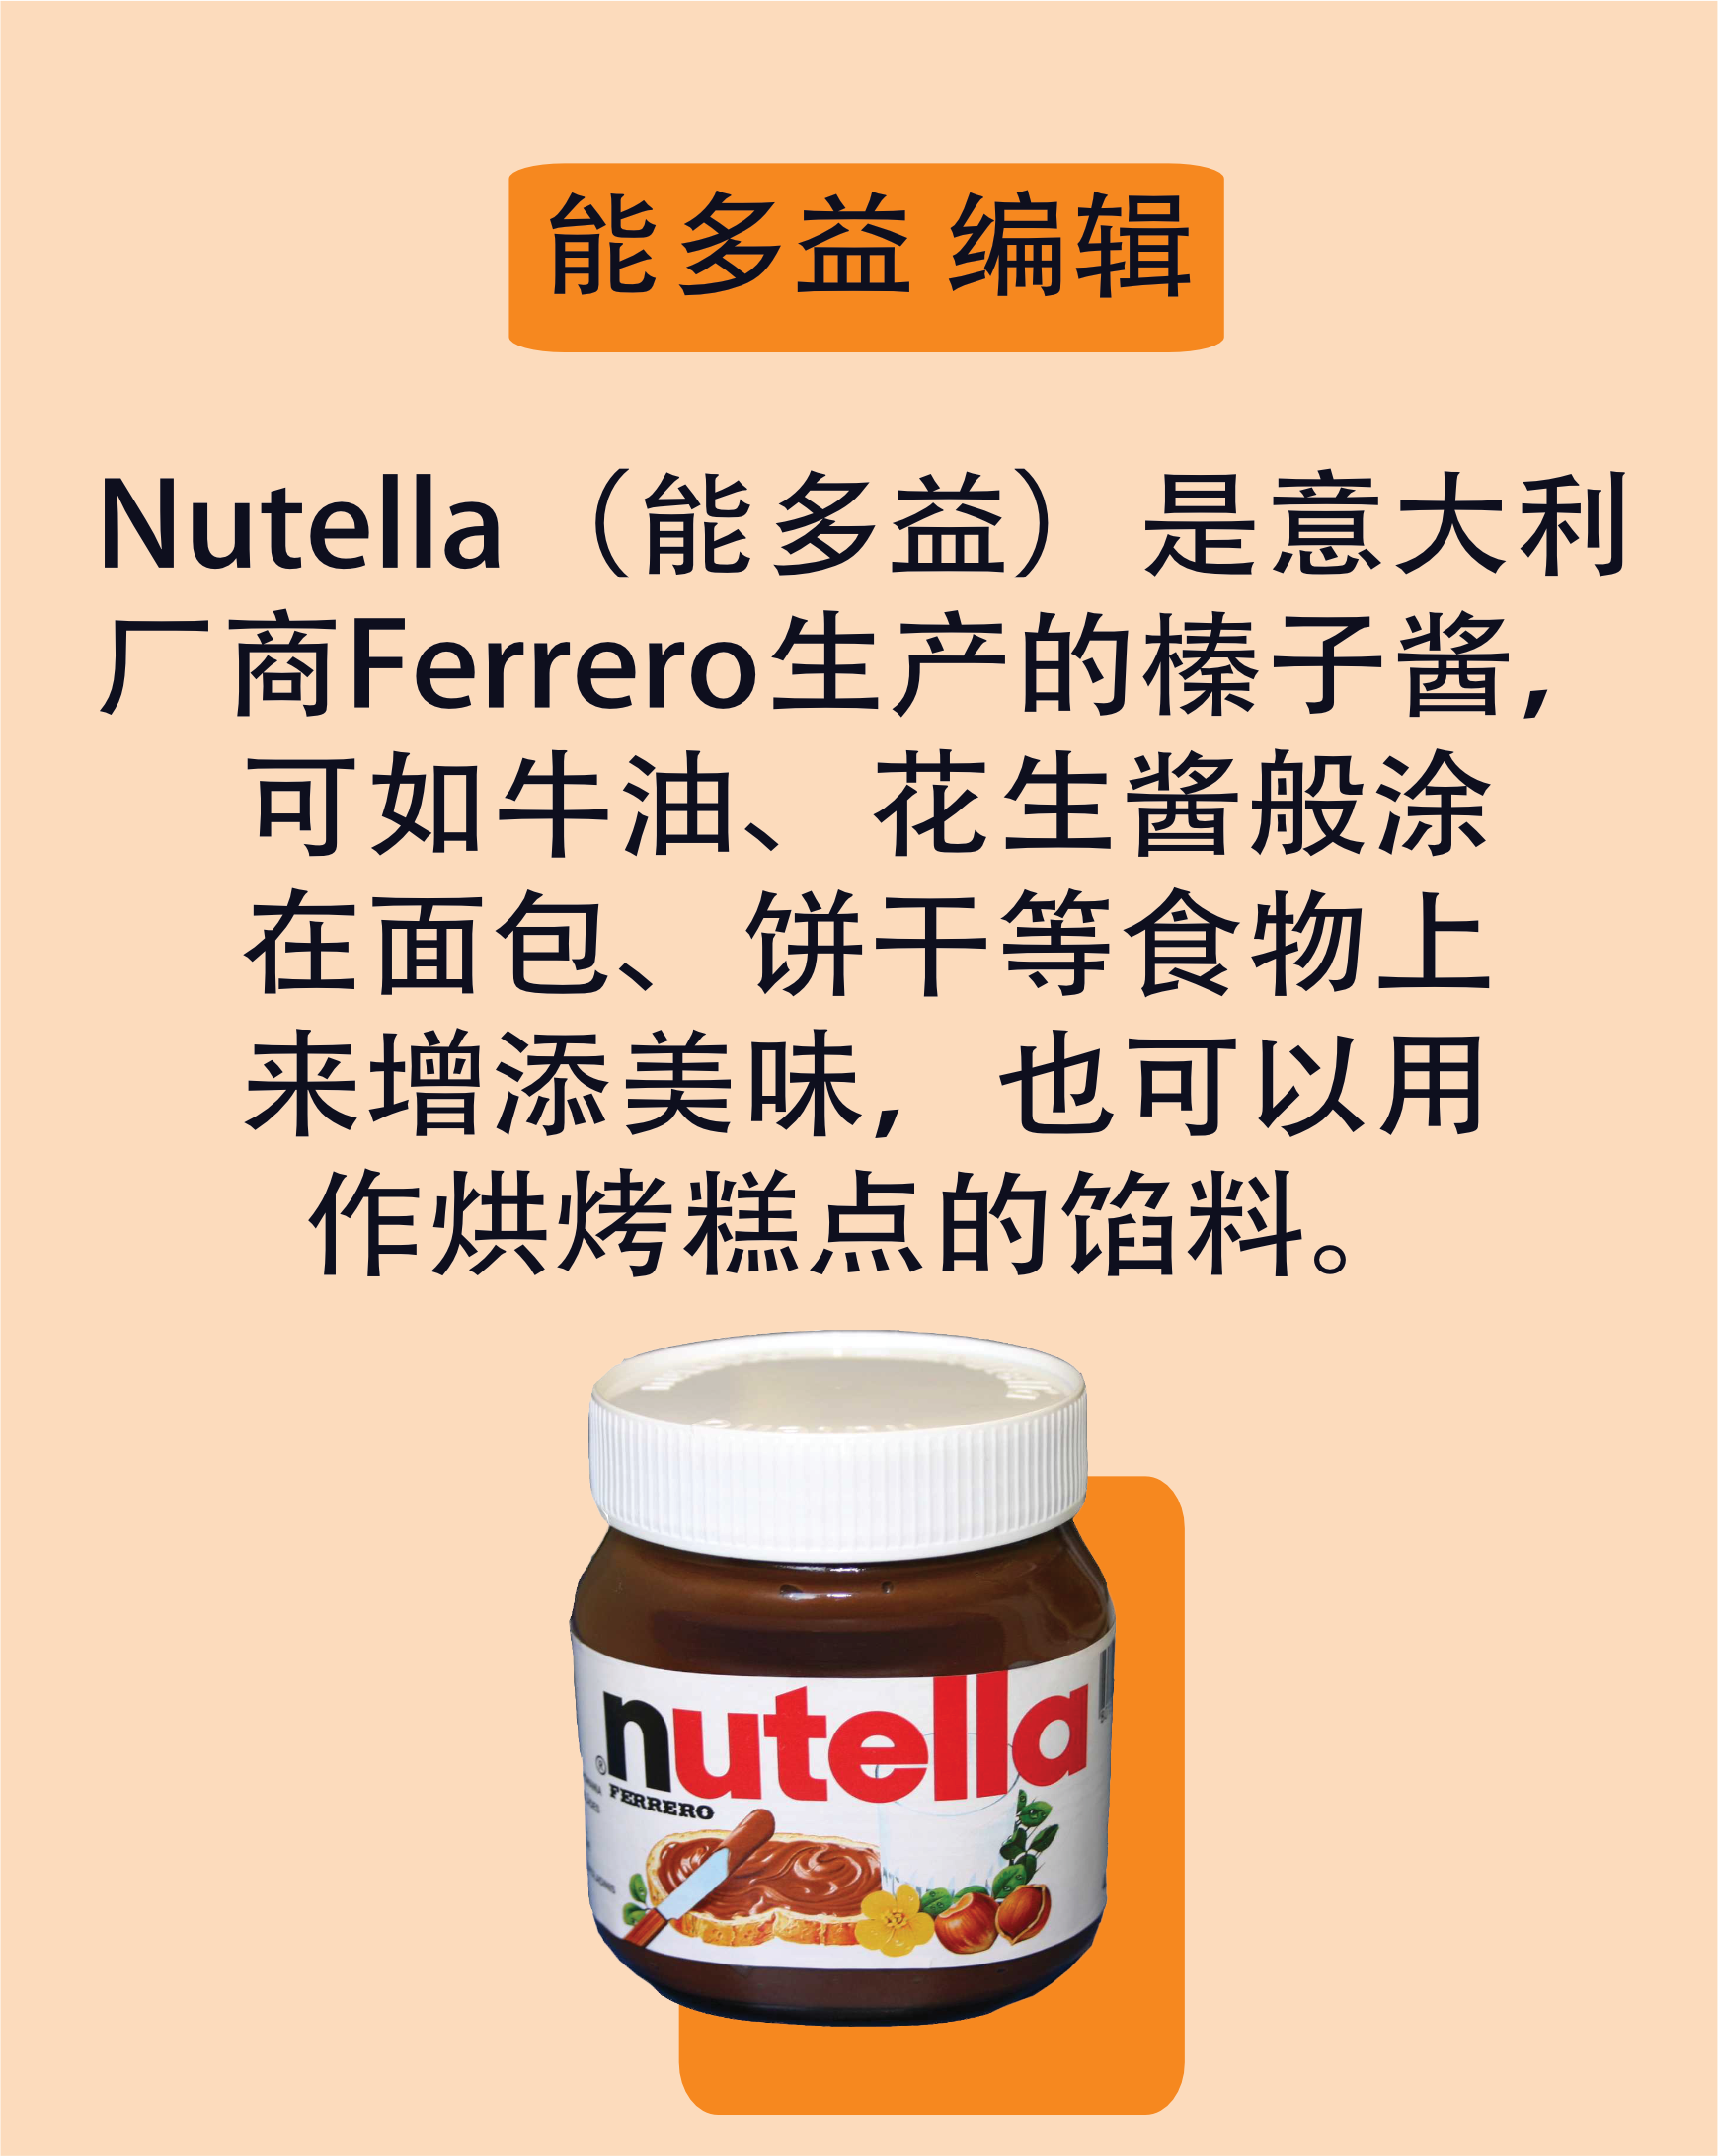 能多益 编辑
Nutella（能多益） 是意大利
厂商Ferrero生产的榛子酱，
可如牛油、花生酱般涂
在面包、饼干等食物上
来增添美味，也可以用
作烘烤糕点的馅料。
nutella
®
FERRERO